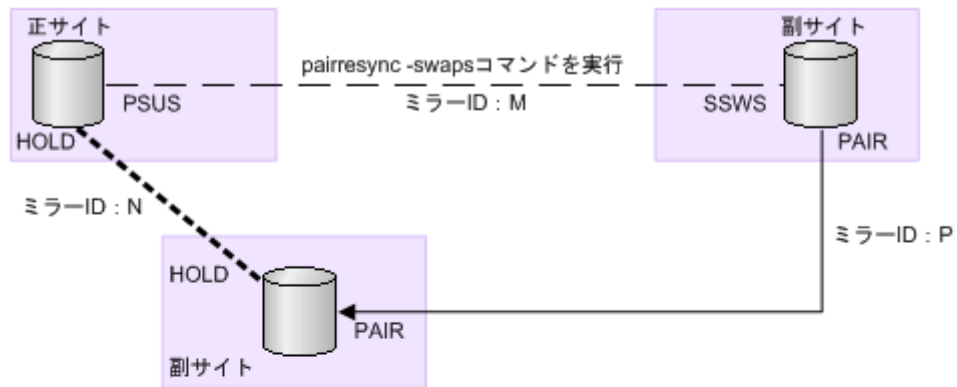 正サイト
副サイト
pairresync -swapsコマンドを実行
PSUS
ミラーID：M
SSWS
HOLD
PAIR
ミラーID：N
ミラーID：P
HOLD
PAIR
副サイト